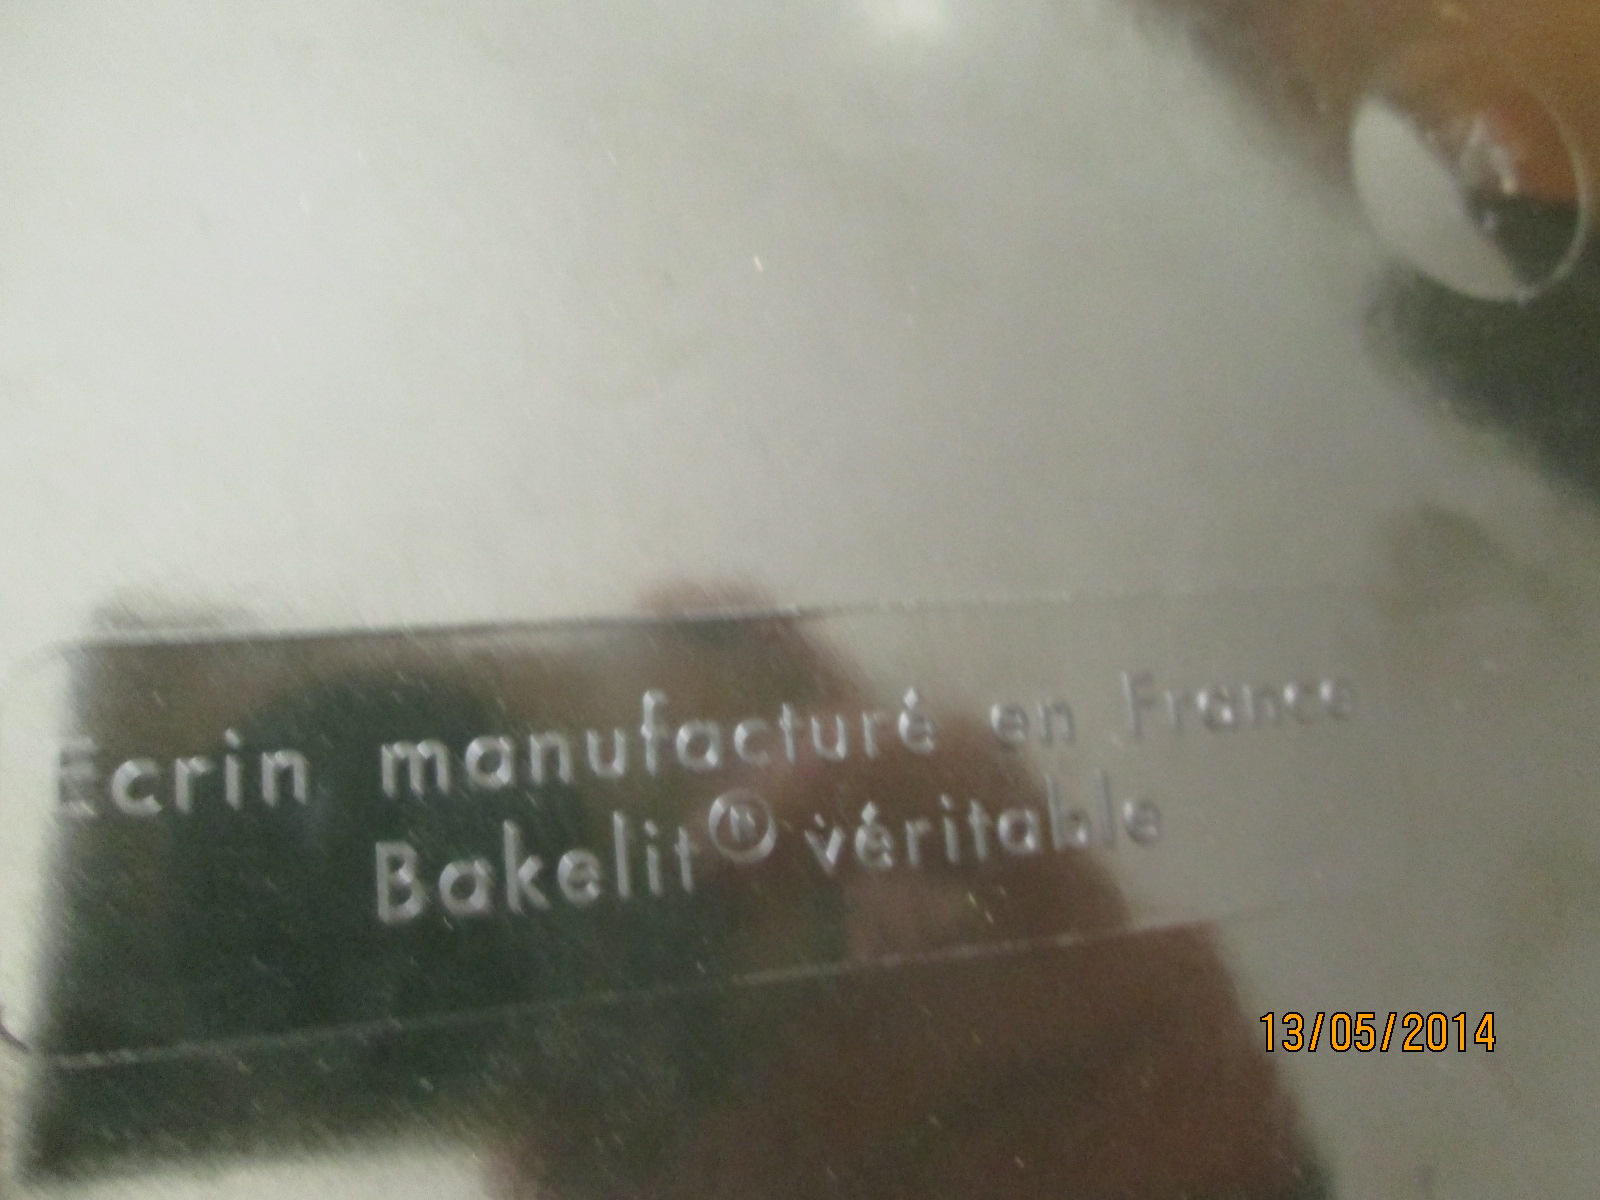 Ecrin manufacturé en France
Bakelit® véritable
13/05/2014